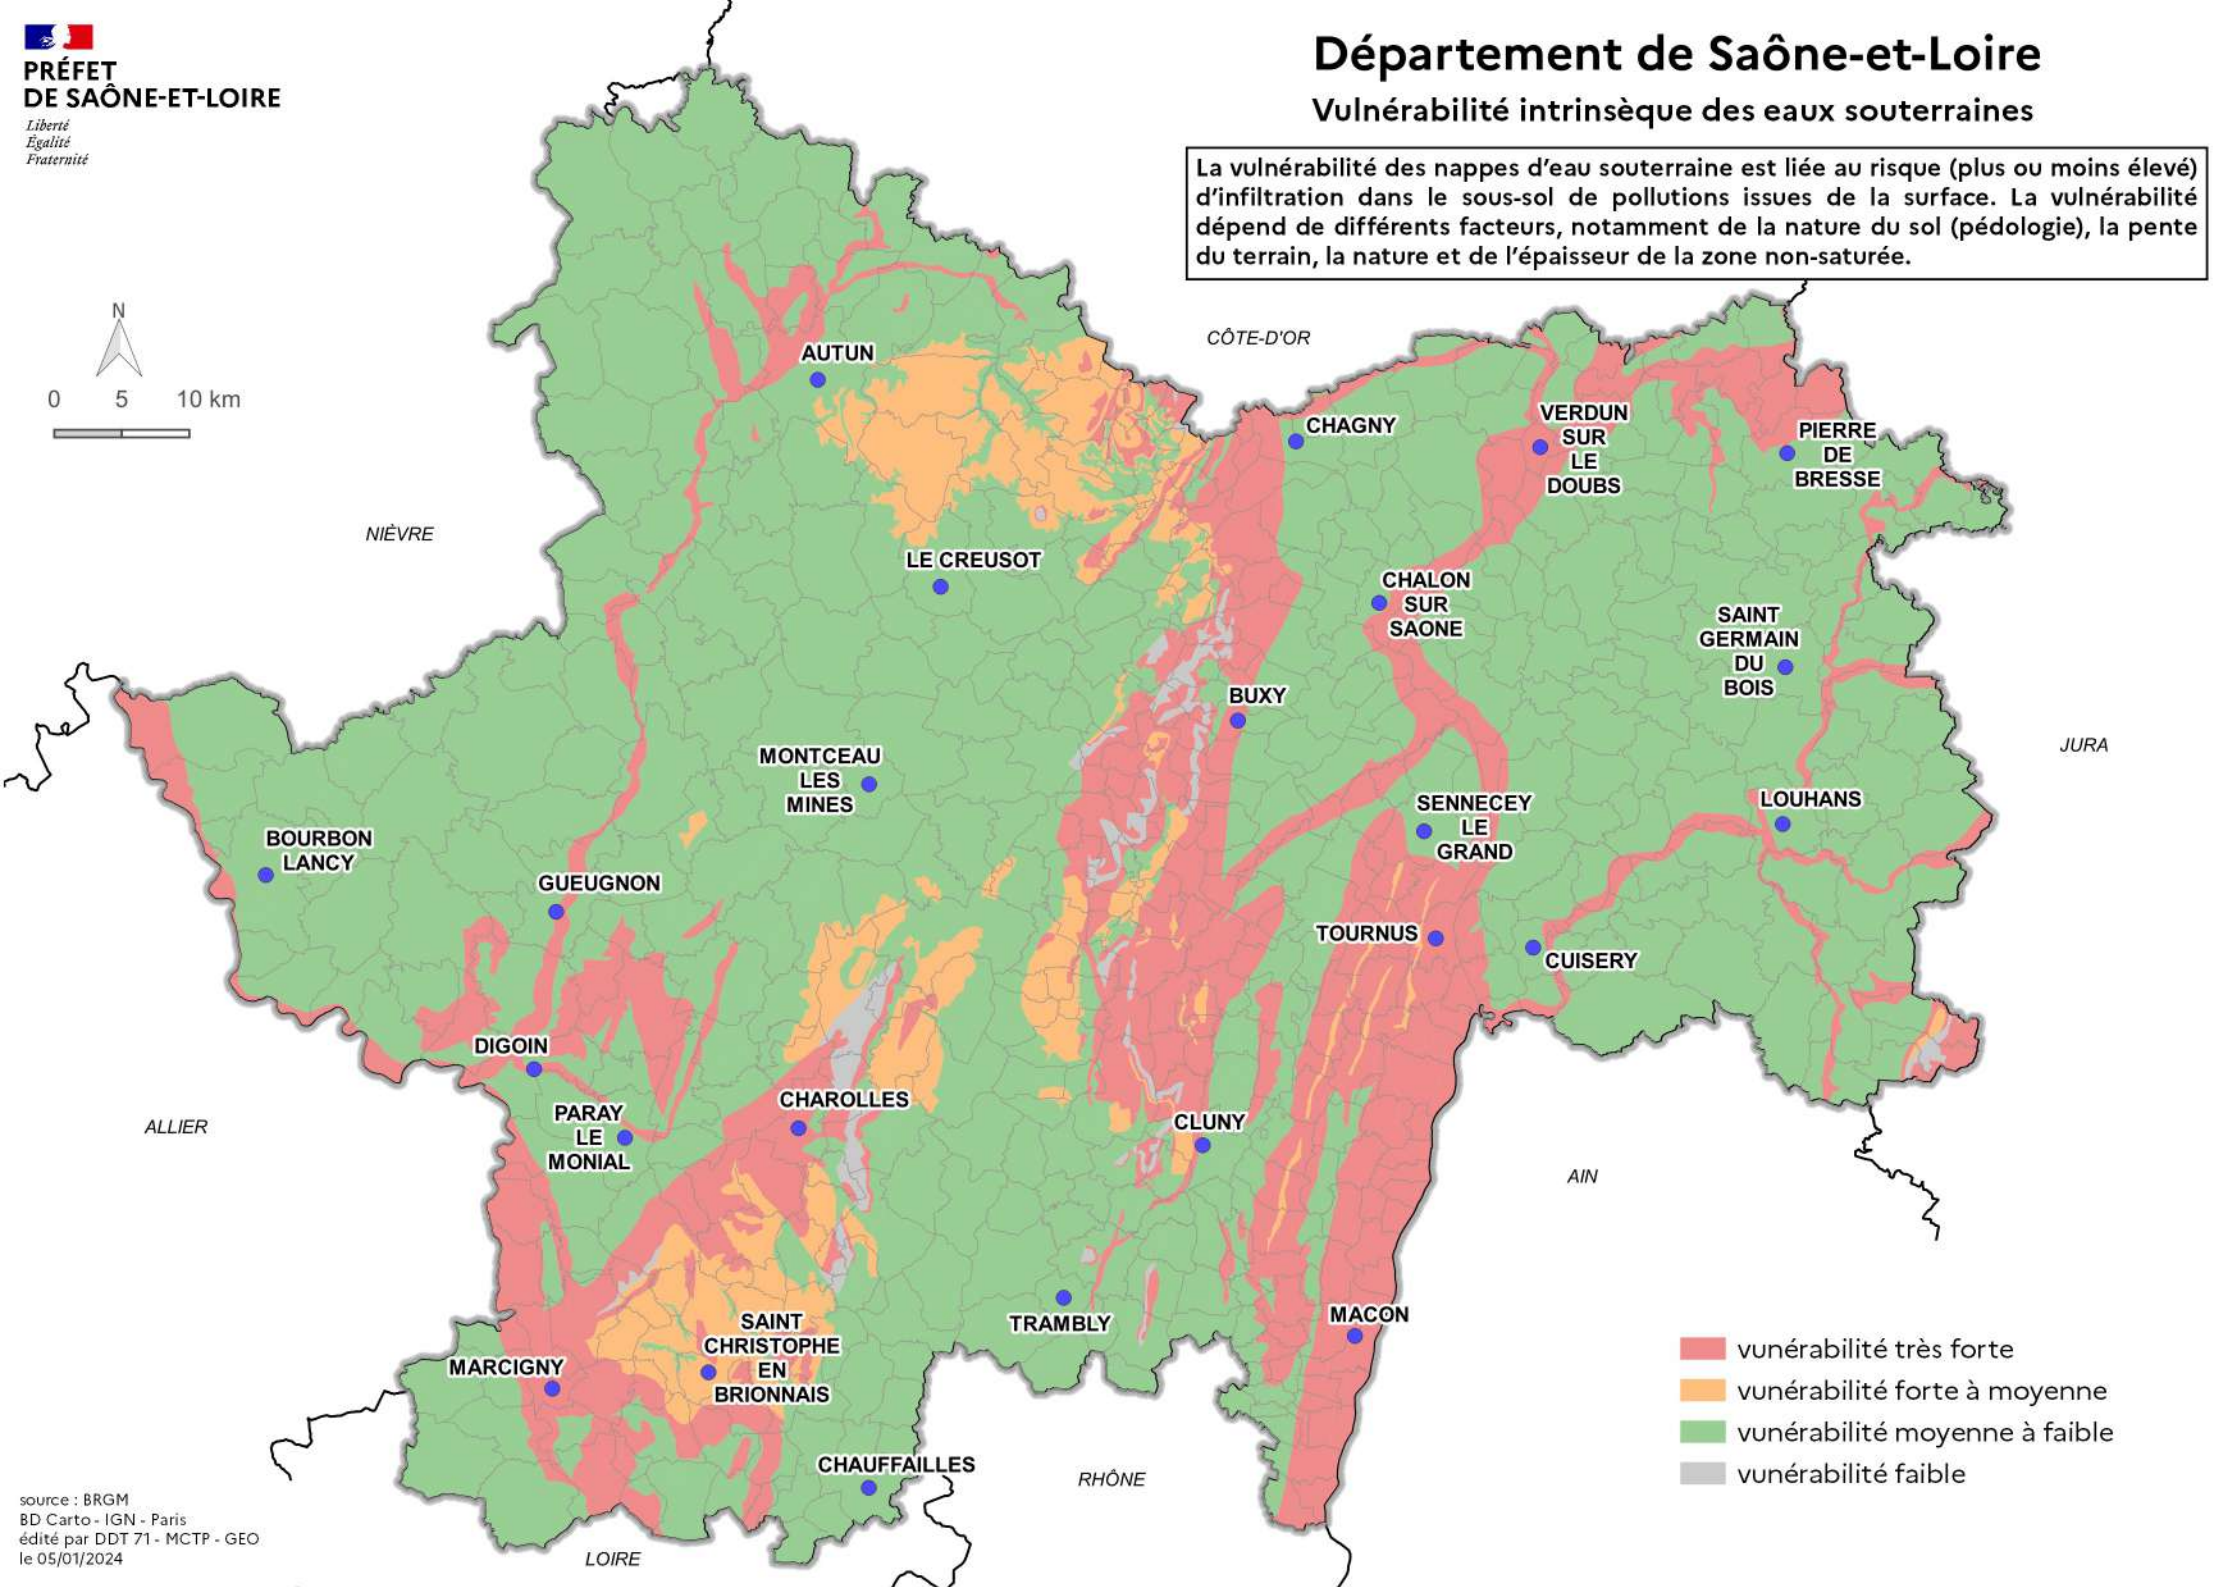 PRÉFET
DE SAÔNE-ET-LOIRE
Liberté
Égalité
Fraternité
Département de Saône-et-Loire
Vulnérabilité intrinsèque des eaux souterraines
La vulnérabilité des nappes d'eau souterraine est liée au risque (plus ou moins élevé)
d'infiltration dans le sous-sol de pollutions issues de la surface. La vulnérabilité
dépend de différents facteurs, notamment de la nature du sol (pédologie), la pente
du terrain, la nature et de l'épaisseur de la zone non-saturée.
N
0 5 10 km
CÔTE-D'OR
AUTUN
CHAGNY
VERDUN
SUR
LE
DOUBS
PIERRE
DE
BRESSE
NIÈVRE
LE CREUSOT
CHALON
SUR
SAONE
SAINT
GERMAIN
DU
BOIS
BUXY
JURA
MONTCEAU
LES
MINES
SENNECEY
LE
GRAND
LOUHANS
BOURBON
LANCY
GUEUGNON
TOURNUS
CUISERY
DIGOIN
CHAROLLES
PARAY
LE
MONIAL
ALLIER
CLUNY
AIN
SAINT
CHRISTOPHE
EN
BRIONNAIS
TRAMBLY
MACON
MARCIGNY
CHAUFFAILLES
RHÔNE
LOIRE
vunérabilité très forte
vunérabilité forte à moyenne
vunérabilité moyenne à faible
vunérabilité faible
source : BRGM
BD Carto - IGN - Paris
édité par DDT 71 - MCTP - GEO
le 05/01/2024